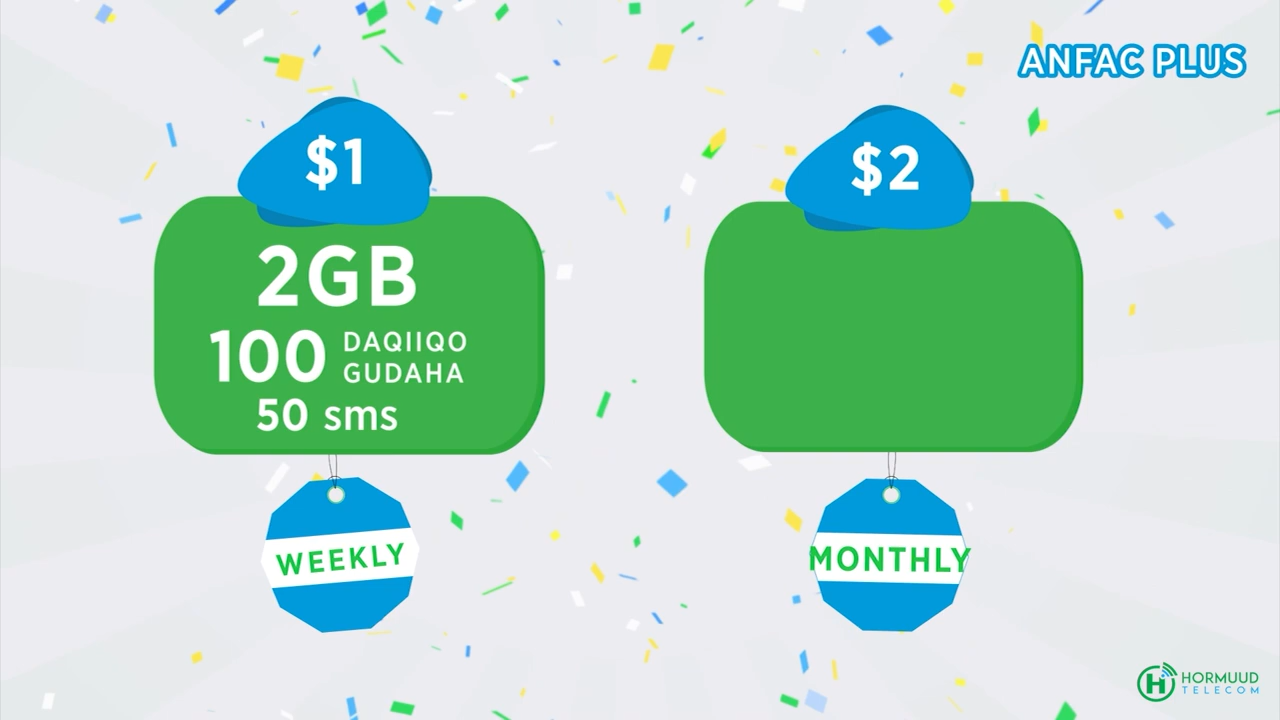 ANFAC PLUS
$1
2GB
100 DAQIIQO
GUDAHA
50 sms
WEEKLY
$2
MONTHLY
HORMUUD
TELECOM